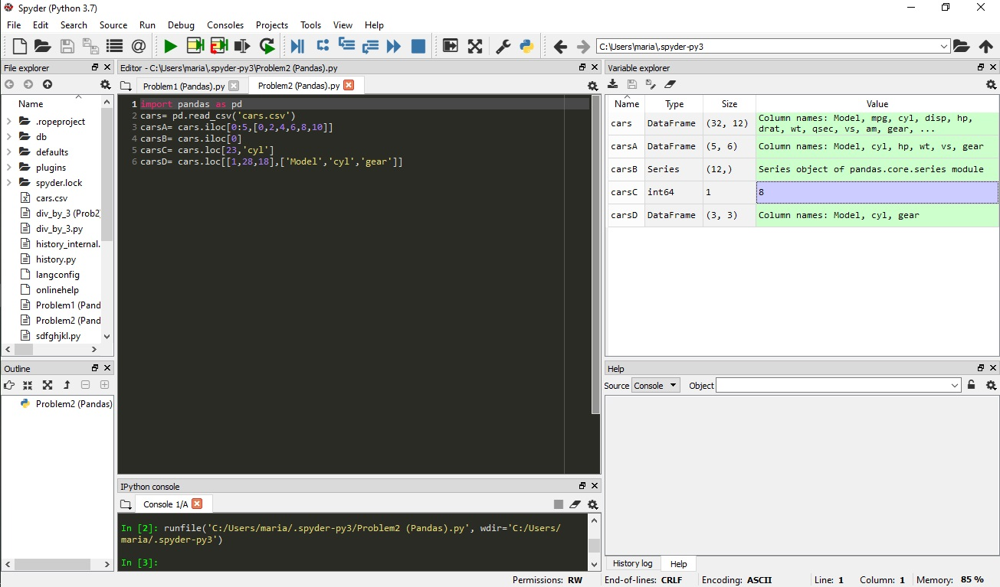 Spyder (Python 3.7)
File Edit Search Source Run Debug Consoles Projects Tools View Help
C:\Users\maria\.spyder-py3
File explorer
Name
.ropeproject
db
defaults
plugins
spyder.lock
cars.csv
div_by_3 (Prob2
div_by_3.py
history_internal.
history.py
langconfig
onlinehelp
Problem1 (Pand
Problem2 (Pand
sdfghjkl.py
Outline
Problem2 (Pandas)
Editor - C:\Users\maria\.spyder-py3\Problem2 (Pandas).py
Problem1 (Pandas).py Problem2 (Pandas).py
1 import pandas as pd
2 cars= pd.read_csv('cars.csv')
3 carsA= cars.iloc[0:5,[0,2,4,6,8,10]]
4 carsB= cars.iloc[0]
5 carsC= cars.loc[23,'cyl']
6 carsD= cars.loc[[1,28,18],['Model','cyl','gear']]
IPython console
Console 1/A
In [2]: runfile('C:/Users/maria/.spyder-py3/Problem2 (Pandas).py', wdir='C:/Users/
maria/.spyder-py3')
In [3]:
Variable explorer
Name Type Size Value
cars DataFrame (32, 12) Column names: Model, mpg, cyl, disp, hp,
drat, wt, qsec, vs, am, gear, ...
carsA DataFrame (5, 6) Column names: Model, cyl, hp, wt, vs, gear
carsB Series (12,) Series object of pandas.core.series module
carsC int64 1 8
carsD DataFrame (3, 3) Column names: Model, cyl, gear
Help
Source Console Object
History log Help
Permissions: RW End-of-lines: CRLF Encoding: ASCII Line: 1 Column: 1 Memory: 85 %